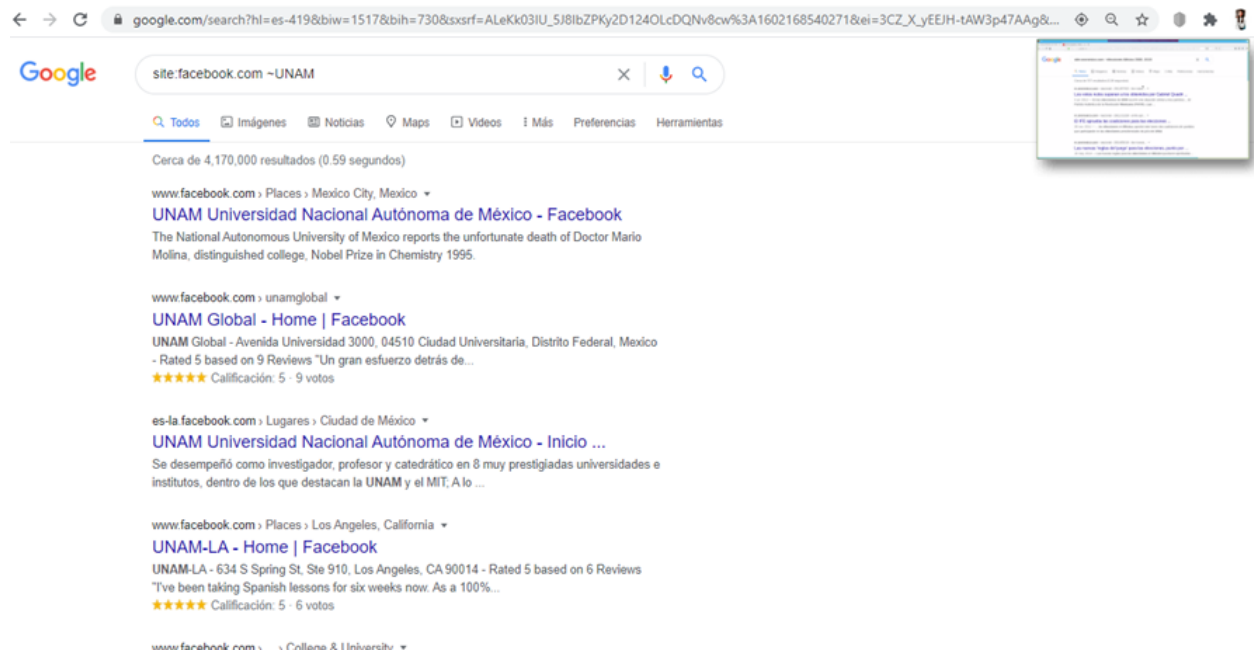 google.com/search?hl=es-419&biw=1517&bih=730&sxsrf=ALeKk03IU_5J8IbZPKy2D124OLcDQNv8cw%3A1602168540271&ei=3CZ_X_yEEJH-tAW3p47AAg&...
Google
site:facebook.com ~UNAM
Todos Imágenes Noticias Maps Videos Más Preferencias Herramientas
Cerca de 4,170,000 resultados (0.59 segundos)
www.facebook.com › Places › Mexico City, Mexico
UNAM Universidad Nacional Autónoma de México - Facebook
The National Autonomous University of Mexico reports the unfortunate death of Doctor Mario
Molina, distinguished college, Nobel Prize in Chemistry 1995.
www.facebook.com › unamglobal
UNAM Global - Home | Facebook
UNAM Global - Avenida Universidad 3000, 04510 Ciudad Universitaria, Distrito Federal, Mexico
- Rated 5 based on 9 Reviews "Un gran esfuerzo detrás de...
Calificación: 5 · 9 votos
es-la.facebook.com › Lugares › Ciudad de México
UNAM Universidad Nacional Autónoma de México - Inicio ...
Se desempeñó como investigador, profesor y catedrático en 8 muy prestigiadas universidades e
institutos, dentro de los que destacan la UNAM y el MIT; A lo ...
www.facebook.com › Places › Los Angeles, California
UNAM-LA - Home | Facebook
UNAM-LA - 634 S Spring St, Ste 910, Los Angeles, CA 90014 - Rated 5 based on 6 Reviews
"I've been taking Spanish lessons for six weeks now. As a 100%...
Calificación: 5 · 6 votos
www.facebook.com › ... › College & University